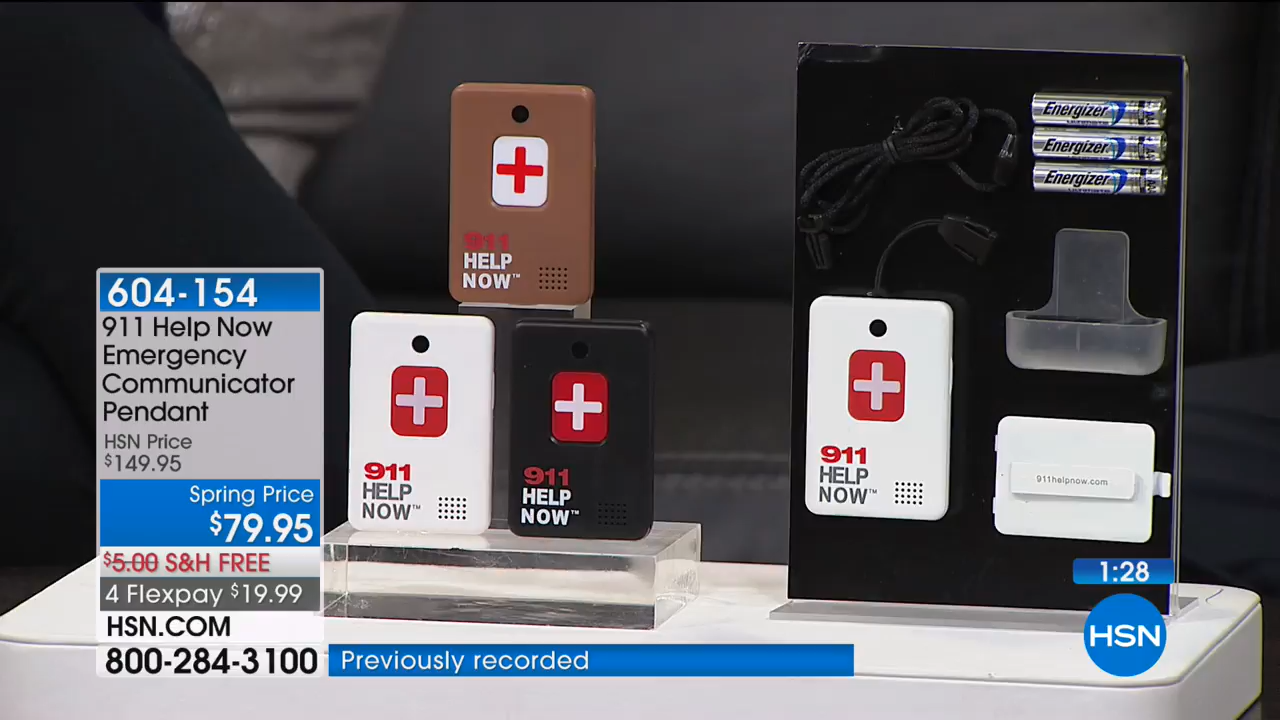 604-154
911 Help Now
Emergency
Communicator
Pendant
HSN Price
$149.95
Spring Price
$79.95
$5.00 S&H FREE
4 Flexpay $19.99
HSN.COM
800-284-3100
Previously recorded
911
HELP
NOW™
911
HELP
NOW™
911
HELP
NOW™
911
HELP
NOW™
Energizer
Energizer
Energizer
911helpnow.com
1:28
HSN